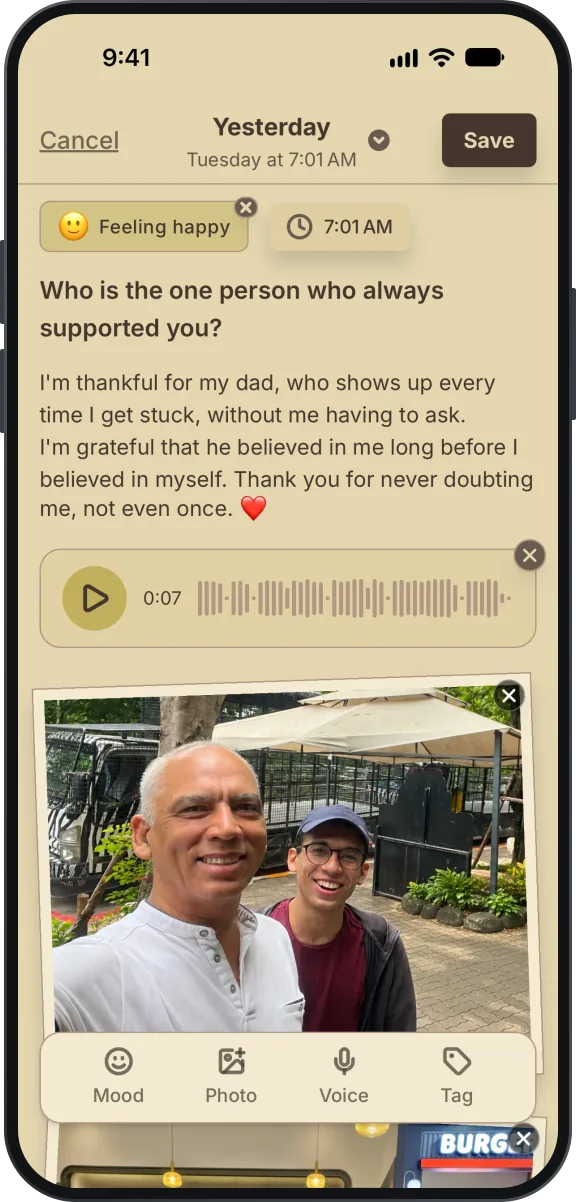 9:41
Cancel
Yesterday
Tuesday at 7:01 AM
Save
🙂 Feeling happy
7:01 AM
Who is the one person who always
supported you?
I'm thankful for my dad, who shows up every
time I get stuck, without me having to ask.
I'm grateful that he believed in me long before I
believed in myself. Thank you for never doubting
me, not even once. ❤️
0:07
Mood
Photo
Voice
Tag